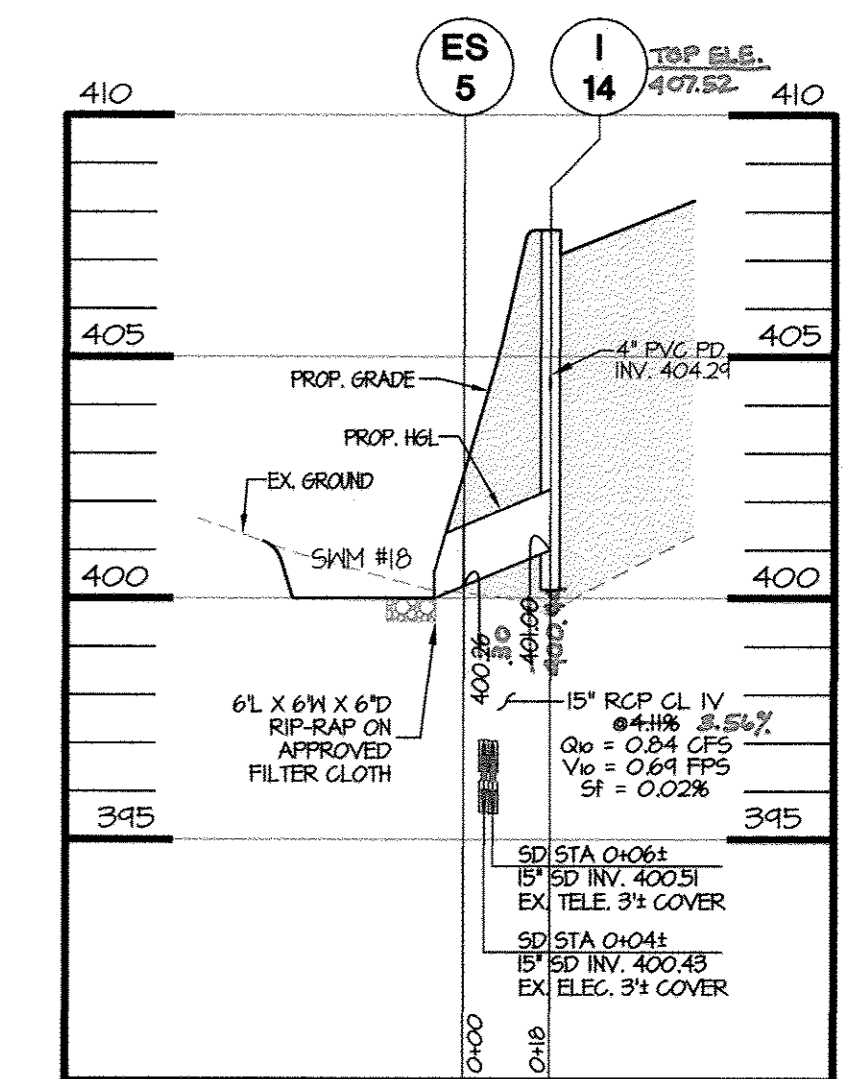 ES
5
I
14
TOP ELE.
407.52
410
410
405
405
4" PVC PD
INV. 404.29
PROP. GRADE
PROP. HGL
EX. GROUND
SWM #18
400
400
400.26
.30
401.00
6'L X 6'W X 6"D
RIP-RAP ON
APPROVED
FILTER CLOTH
15" RCP CL IV
@ 4.11% 3.56%
Q10 = 0.84 CFS
V10 = 0.69 FPS
Sf = 0.02%
395
395
SD STA 0+06±
15" SD INV. 400.51
EX. TELE. 3'± COVER
SD STA 0+04±
15" SD INV. 400.43
EX. ELEC. 3'± COVER
0+00
0+18